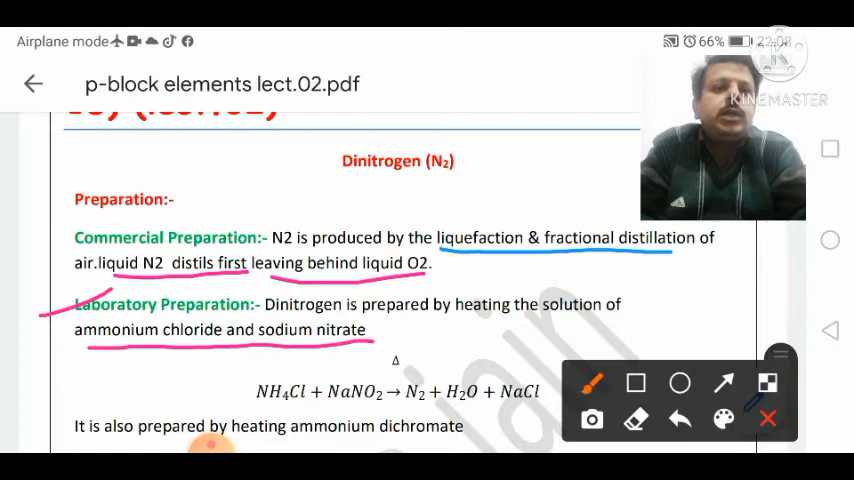 Airplane mode 66% 22:08
p-block elements lect.02.pdf
KINEMASTER
Dinitrogen (N₂)
Preparation:-
Commercial Preparation:- N2 is produced by the liquefaction & fractional distillation of
air.liquid N2 distils first leaving behind liquid O2.
Laboratory Preparation:- Dinitrogen is prepared by heating the solution of
ammonium chloride and sodium nitrate
Δ
NH₄Cl + NaNO₂ → N₂ + H₂O + NaCl
It is also prepared by heating ammonium dichromate